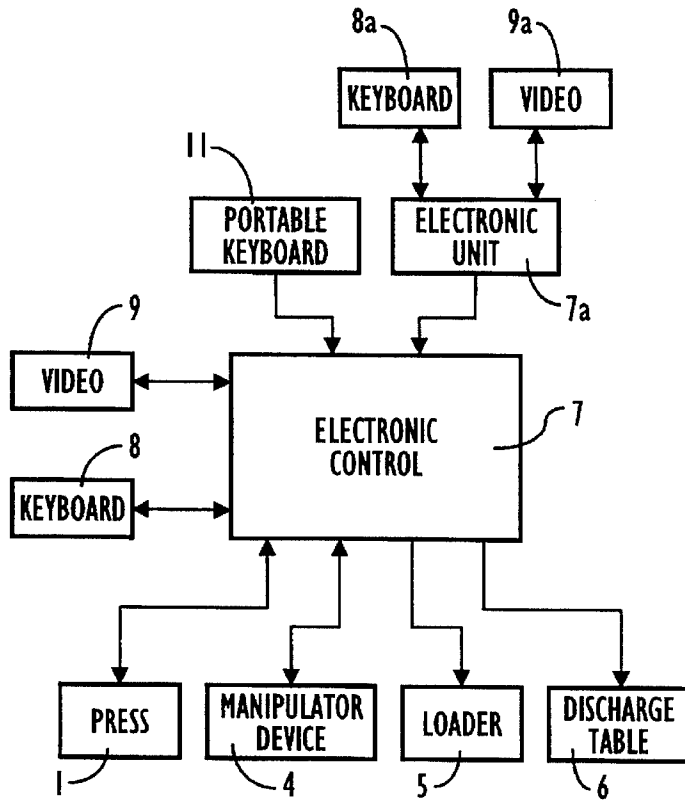 8a
9a
KEYBOARD
VIDEO
11
PORTABLE
KEYBOARD
ELECTRONIC
UNIT
7a
9
VIDEO
ELECTRONIC
CONTROL
7
8
KEYBOARD
PRESS
MANIPULATOR
DEVICE
LOADER
DISCHARGE
TABLE
1
4
5
6